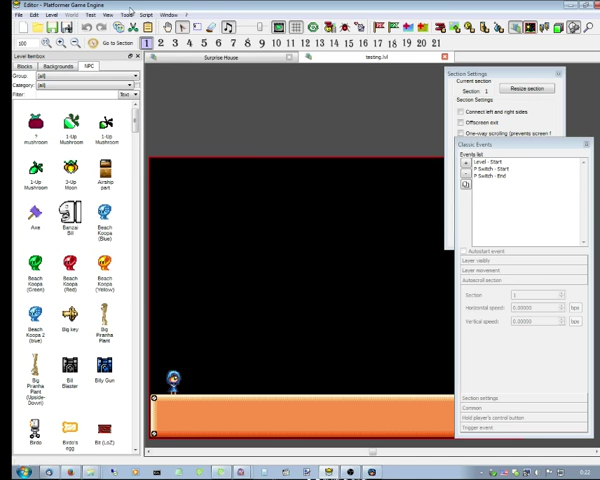 Editor - Platformer Game Engine
File Level World Test View Tools Script Window
100 Go to Section 1 2 3 4 5 6 7 8 9 10 11 12 13 14 15 16 17 18 19 20 21
Level Itembox
Surprise House
testing.lvl
Blocks Backgrounds NPC
Group: [all]
Category: [all]
Filter: Text
? mushroom
1-Up Mushroom
1-Up Mushroom
1-Up Mushroom
3-Up Moon
Airship part
Axe
Banzai Bill
Beach Koopa (Blue)
Beach Koopa (Green)
Beach Koopa (Red)
Beach Koopa (Yellow)
Beach Koopa 2 (blue)
Big key
Big Piranha Plant
Big Piranha Plant (Upside-Down)
Bill Blaster
Billy Gun
Birdo
Birdo's egg
Bit (LoZ)
Section Settings
Current section
Section 1 Resize section
Section Settings
Connect left and right sides
Offscreen exit
One-way scrolling (prevents screen f
Classic Events
Events list
Level - Start
P Switch - Start
P Switch - End
Autostart event
Layer visibly
Layer movement
Autoscroll section
Section 1
Horizontal speed: 0.00000 bps
Vertical speed: 0.00000 bps
Section settings
Common
Hold player's control button
Trigger event
0:22